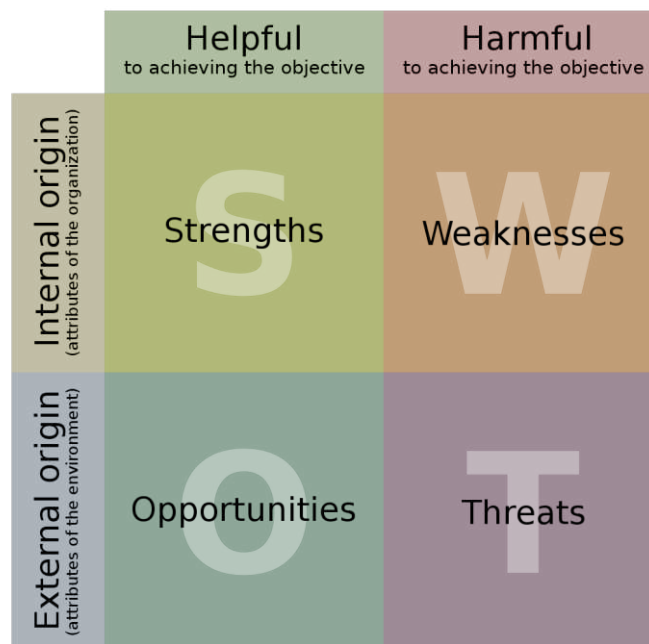 Helpful
to achieving the objective
Harmful
to achieving the objective
Internal origin
(attributes of the organization)
S
Strengths
W
Weaknesses
External origin
(attributes of the environment)
O
Opportunities
T
Threats